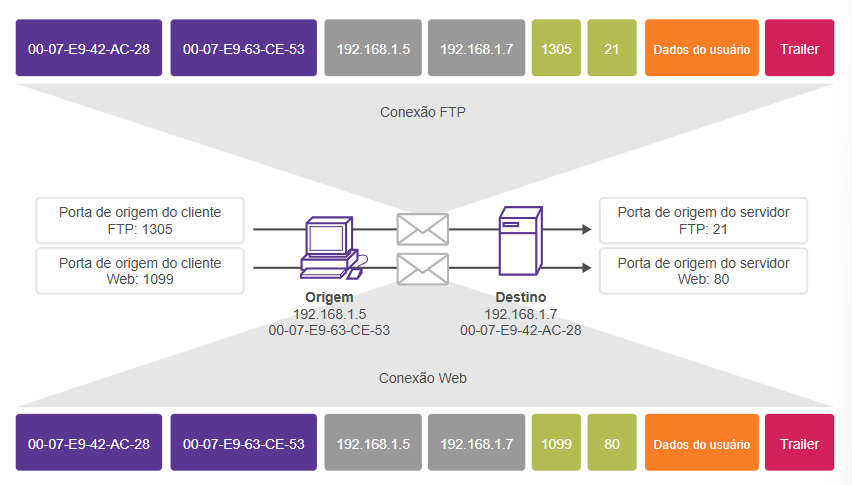 00-07-E9-42-AC-28 00-07-E9-63-CE-53 192.168.1.5 192.168.1.7 1305 21 Dados do usuário Trailer
Conexão FTP
Porta de origem do cliente
FTP: 1305
Porta de origem do servidor
FTP: 21
Porta de origem do cliente
Web: 1099
Porta de origem do servidor
Web: 80
Origem
192.168.1.5
00-07-E9-63-CE-53
Destino
192.168.1.7
00-07-E9-42-AC-28
Conexão Web
00-07-E9-42-AC-28 00-07-E9-63-CE-53 192.168.1.5 192.168.1.7 1099 80 Dados do usuário Trailer